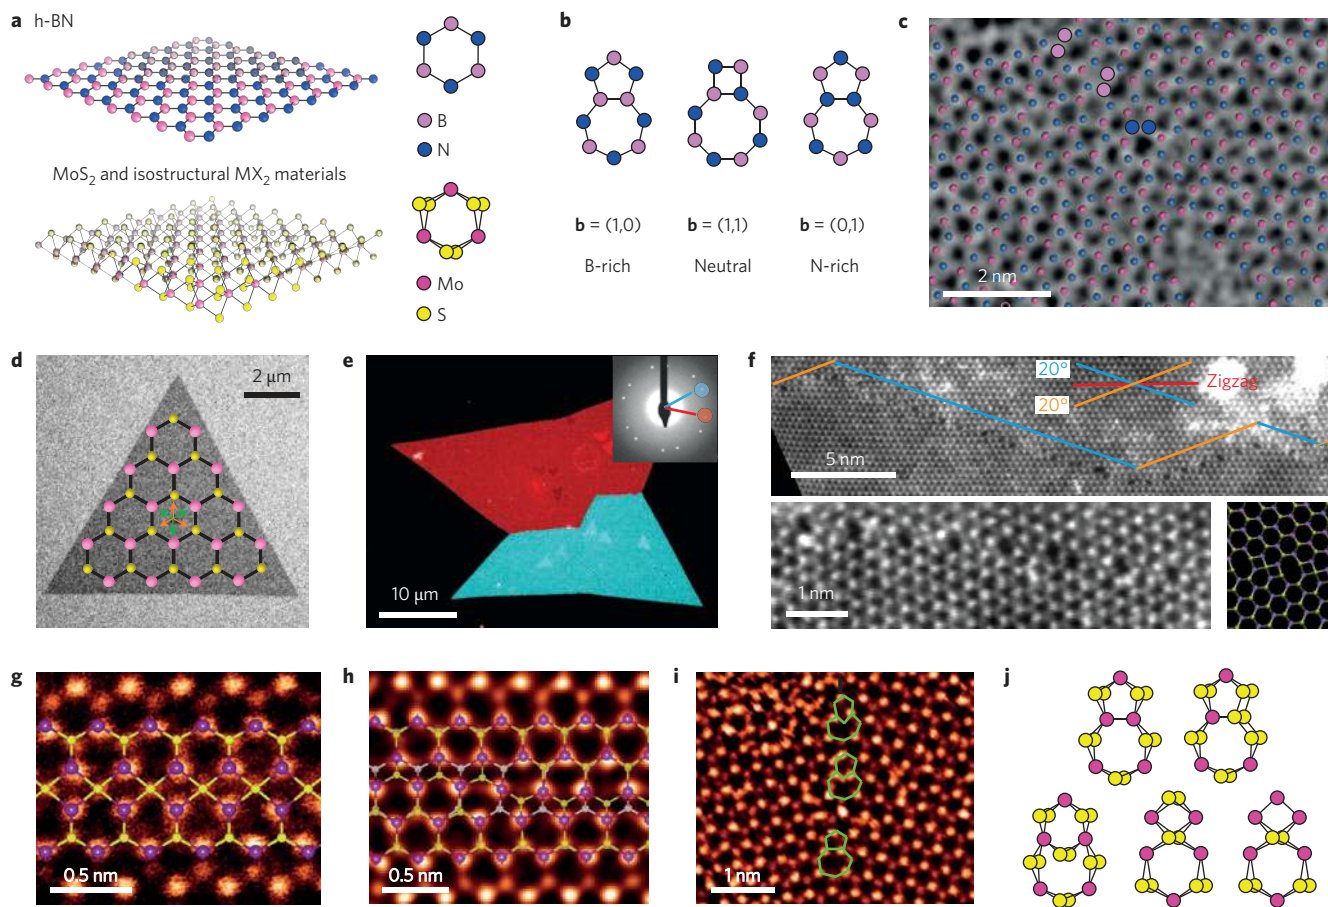 a h-BN
B
N
MoS₂ and isostructural MX₂ materials
Mo
S
b
b = (1,0)
b = (1,1)
b = (0,1)
B-rich
Neutral
N-rich
c
2 nm
d
2 μm
e
10 μm
f
20°
Zigzag
20°
5 nm
1 nm
g
0.5 nm
h
0.5 nm
i
1 nm
j